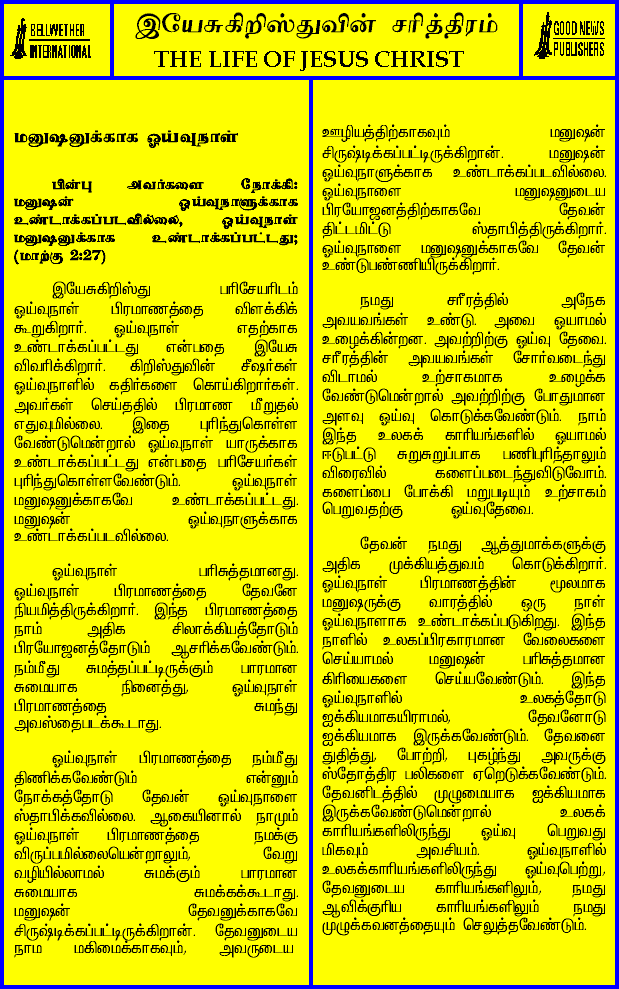 BELLWETHER
INTERNATIONAL
இயேசுகிறிஸ்துவின் சரித்திரம்
THE LIFE OF JESUS CHRIST
GOOD NEWS
PUBLISHERS
மனுஷனுக்காக ஓய்வுநாள்
பின்பு அவர்களை நோக்கி:
மனுஷன் ஓய்வுநாளுக்காக
உண்டாக்கப்படவில்லை, ஓய்வுநாள்
மனுஷனுக்காக உண்டாக்கப்பட்டது;
(மாற்கு 2:27)
இயேசுகிறிஸ்து பரிசேயரிடம்
ஓய்வுநாள் பிரமாணத்தை விளக்கிக்
கூறுகிறார். ஓய்வுநாள் எதற்காக
உண்டாக்கப்பட்டது என்பதை இயேசு
விவரிக்கிறார். கிறிஸ்துவின் சீஷர்கள்
ஓய்வுநாளில் கதிர்களை கொய்கிறார்கள்.
அவர்கள் செய்ததில் பிரமாண மீறுதல்
எதுவுமில்லை. இதை புரிந்துகொள்ள
வேண்டுமென்றால் ஓய்வுநாள் யாருக்காக
உண்டாக்கப்பட்டது என்பதை பரிசேயர்கள்
புரிந்துகொள்ளவேண்டும். ஓய்வுநாள்
மனுஷனுக்காகவே உண்டாக்கப்பட்டது.
மனுஷன் ஓய்வுநாளுக்காக
உண்டாக்கப்படவில்லை.
ஓய்வுநாள் பரிசுத்தமானது.
ஓய்வுநாள் பிரமாணத்தை தேவனே
நியமித்திருக்கிறார். இந்த பிரமாணத்தை
நாம் அதிக சிலாக்கியத்தோடும்
பிரயோஜனத்தோடும் ஆசரிக்கவேண்டும்.
நம்மீது சுமத்தப்பட்டிருக்கும் பாரமான
சுமையாக நினைத்து, ஓய்வுநாள்
பிரமாணத்தை சுமந்து
அவஸ்தைபடக்கூடாது.
ஓய்வுநாள் பிரமாணத்தை நம்மீது
திணிக்கவேண்டும் என்னும்
நோக்கத்தோடு தேவன் ஓய்வுநாளை
ஸ்தாபிக்கவில்லை. ஆகையினால் நாமும்
ஓய்வுநாள் பிரமாணத்தை நமக்கு
விருப்பமில்லையென்றாலும், வேறு
வழியில்லாமல் சுமக்கும் பாரமான
சுமையாக சுமக்கக்கூடாது.
மனுஷன் தேவனுக்காகவே
சிருஷ்டிக்கப்பட்டிருக்கிறான். தேவனுடைய
நாம மகிமைக்காகவும், அவருடைய
ஊழியத்திற்காகவும் மனுஷன்
சிருஷ்டிக்கப்பட்டிருக்கிறான். மனுஷன்
ஓய்வுநாளுக்காக உண்டாக்கப்படவில்லை.
ஓய்வுநாளை மனுஷனுடைய
பிரயோஜனத்திற்காகவே தேவன்
திட்டமிட்டு ஸ்தாபித்திருக்கிறார்.
ஓய்வுநாளை மனுஷனுக்காகவே தேவன்
உண்டுபண்ணியிருக்கிறார்.
நமது சரீரத்தில் அநேக
அவயவங்கள் உண்டு. அவை ஓயாமல்
உழைக்கின்றன. அவற்றிற்கு ஓய்வு தேவை.
சரீரத்தின் அவயவங்கள் சோர்வடைந்து
விடாமல் உற்சாகமாக உழைக்க
வேண்டுமென்றால் அவற்றிற்கு போதுமான
அளவு ஓய்வு கொடுக்கவேண்டும். நாம்
இந்த உலகக் காரியங்களில் ஓயாமல்
ஈடுபட்டு சுறுசுறுப்பாக பணிபுரிந்தாலும்
விரைவில் களைப்படைந்துவிடுவோம்.
களைப்பை போக்கி மறுபடியும் உற்சாகம்
பெறுவதற்கு ஓய்வுதேவை.
தேவன் நமது ஆத்துமாக்களுக்கு
அதிக முக்கியத்துவம் கொடுக்கிறார்.
ஓய்வுநாள் பிரமாணத்தின் மூலமாக
மனுஷருக்கு வாரத்தில் ஒரு நாள்
ஓய்வுநாளாக உண்டாக்கப்படுகிறது. இந்த
நாளில் உலகப்பிரகாரமான வேலைகளை
செய்யாமல் மனுஷன் பரிசுத்தமான
கிரியைகளை செய்யவேண்டும். இந்த
ஓய்வுநாளில் உலகத்தோடு
ஐக்கியமாகயிராமல், தேவனோடு
ஐக்கியமாக இருக்கவேண்டும். தேவனை
துதித்து, போற்றி, புகழ்ந்து அவருக்கு
ஸ்தோத்திர பலிகளை ஏறெடுக்கவேண்டும்.
தேவனிடத்தில் முழுமையாக ஐக்கியமாக
இருக்கவேண்டுமென்றால் உலகக்
காரியங்களிலிருந்து ஓய்வு பெறுவது
மிகவும் அவசியம். ஓய்வுநாளில்
உலகக்காரியங்களிலிருந்து ஓய்வுபெற்று,
தேவனுடைய காரியங்களிலும், நமது
ஆவிக்குரிய காரியங்களிலும் நமது
முழுக்கவனத்தையும் செலுத்தவேண்டும்.